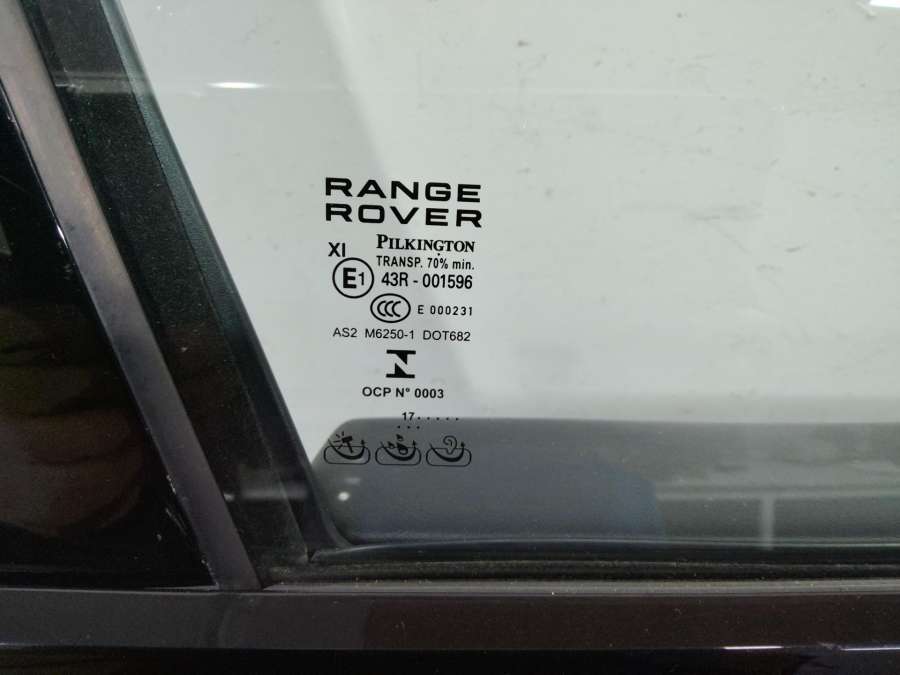 RANGE
ROVER
PILKINGTON
XI
TRANSP. 70% min.
E1 43R - 001596
CCC E 000231
AS2 M6250-1 DOT682
N
OCP N° 0003
17.....
...